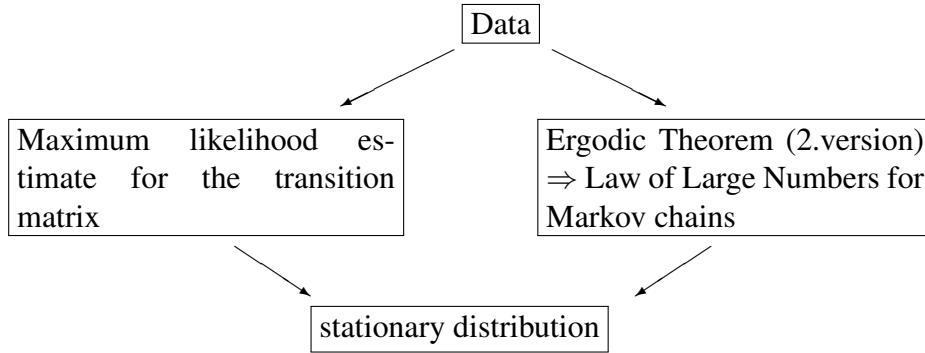 Data
Maximum likelihood es-
timate for the transition
matrix
Ergodic Theorem (2.version)
⇒ Law of Large Numbers for
Markov chains
stationary distribution